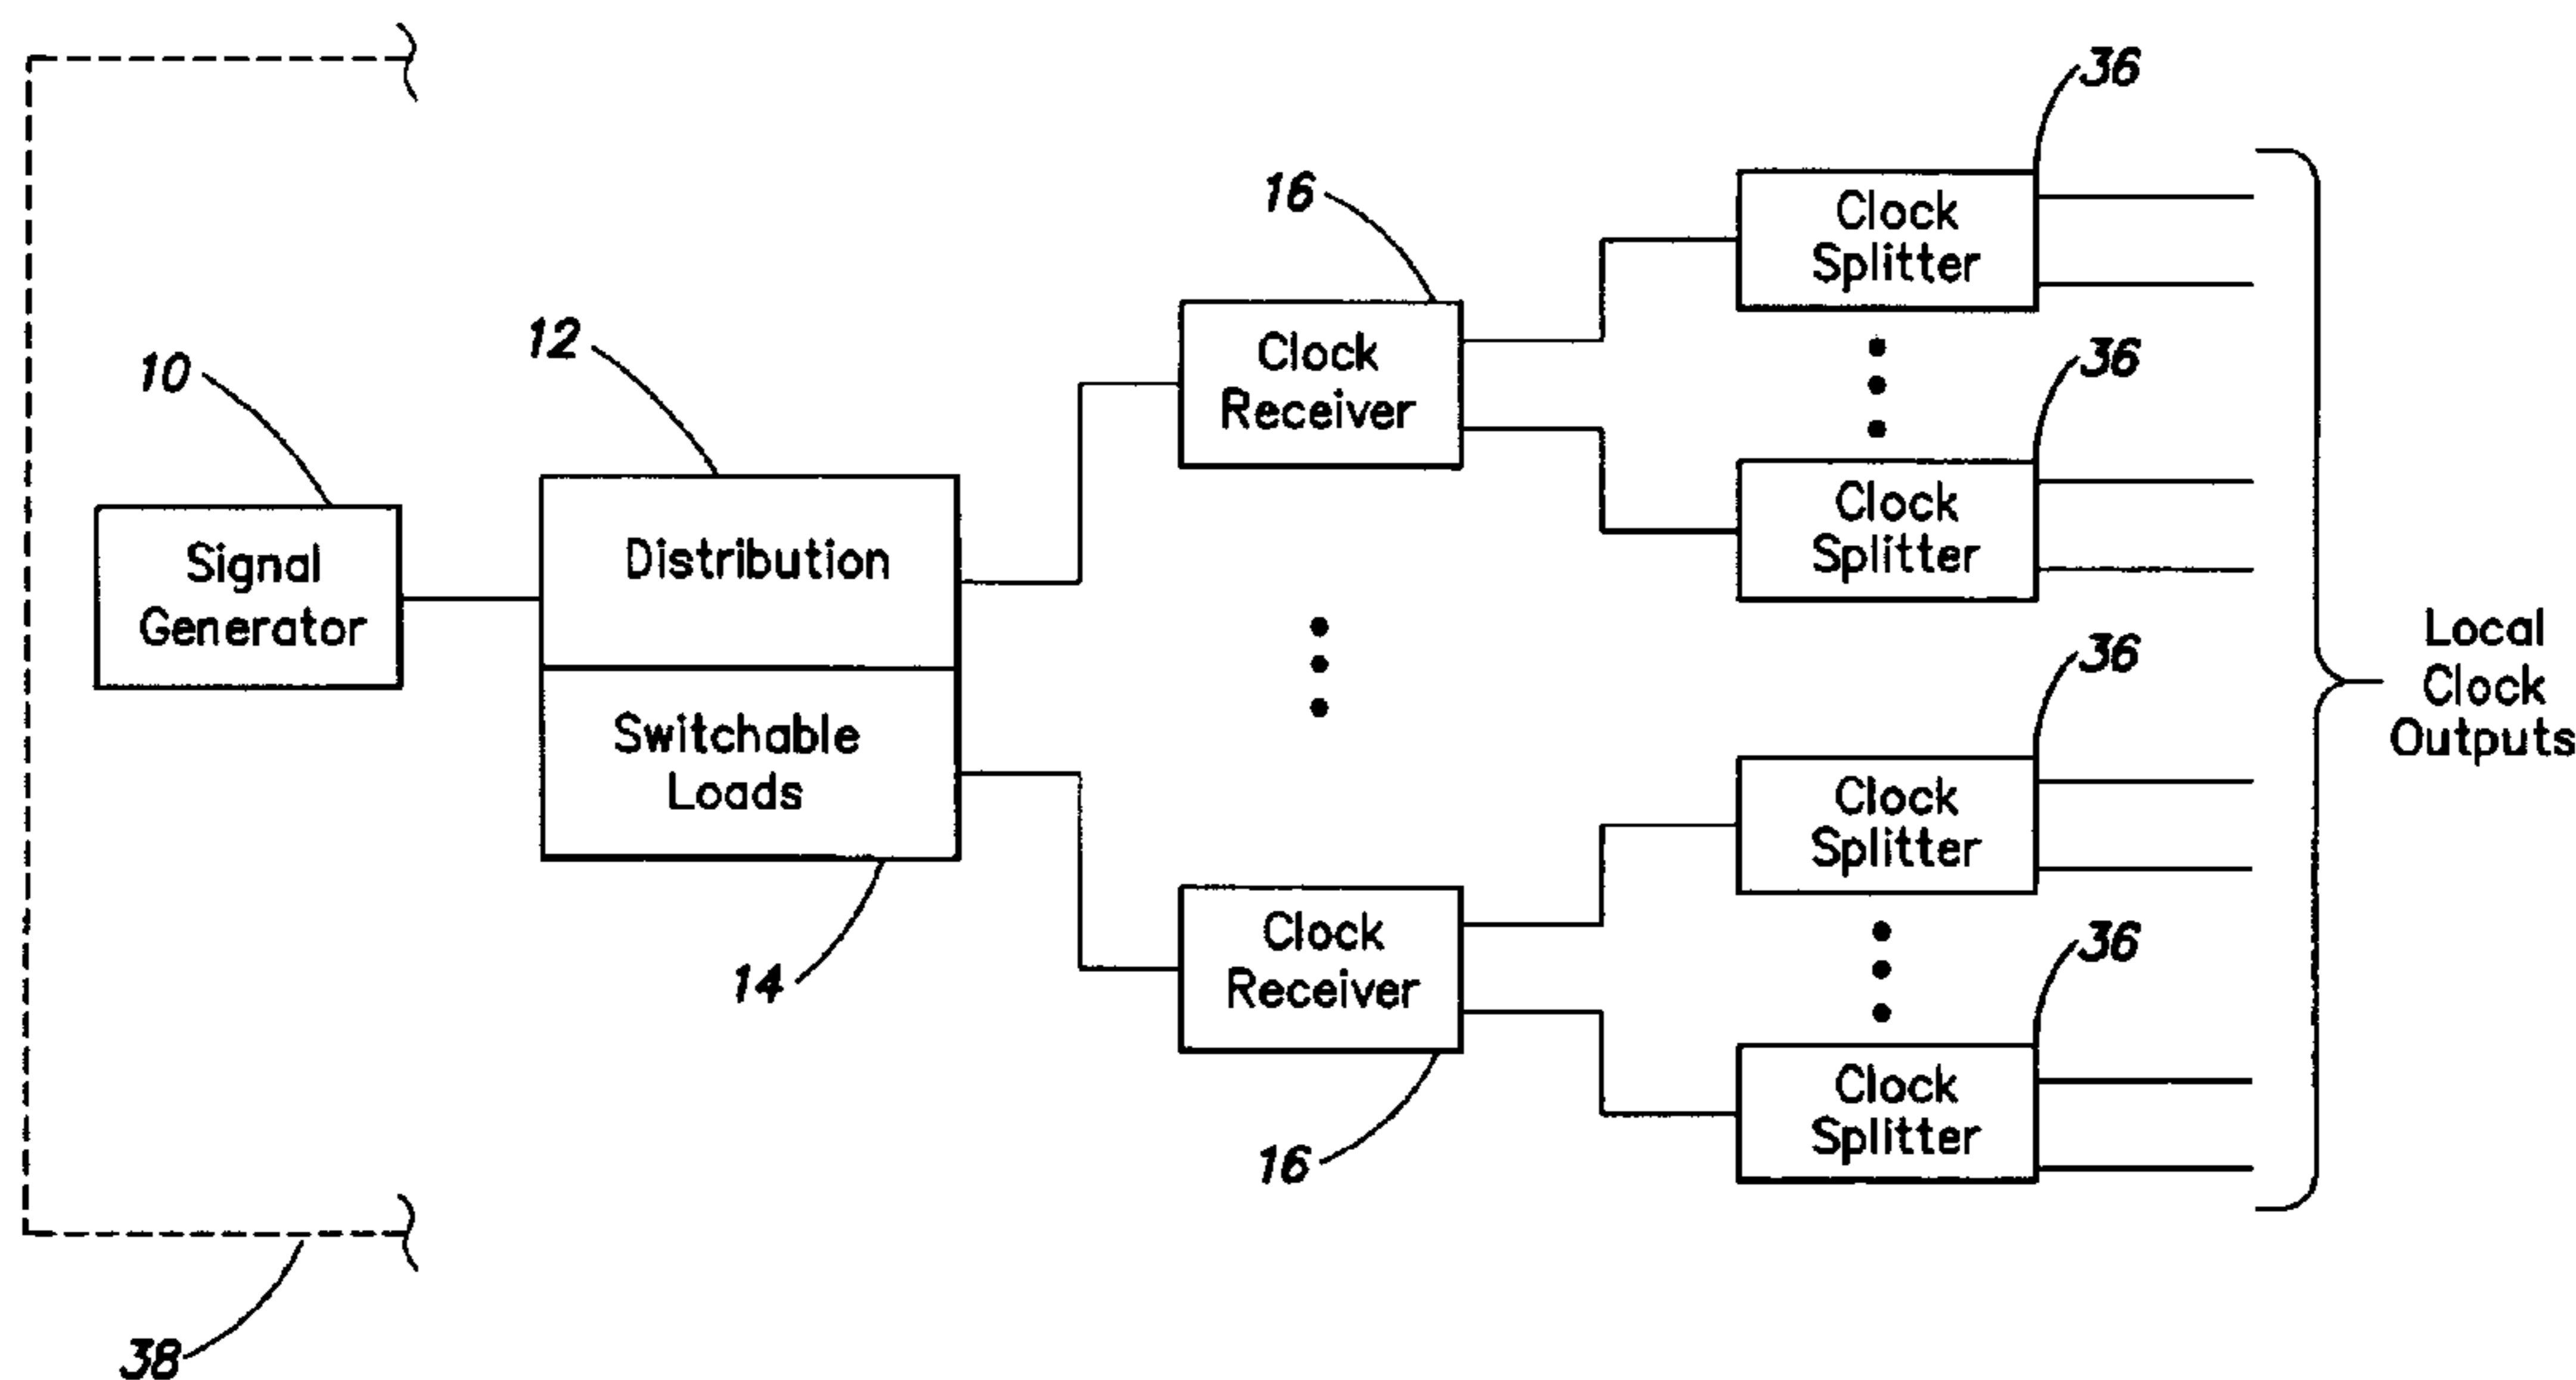 10
Signal
Generator
12
Distribution
Switchable
Loads
14
16
Clock
Receiver
Clock
Receiver
16
36
Clock
Splitter
36
Clock
Splitter
36
Clock
Splitter
36
Clock
Splitter
Local
Clock
Outputs
38